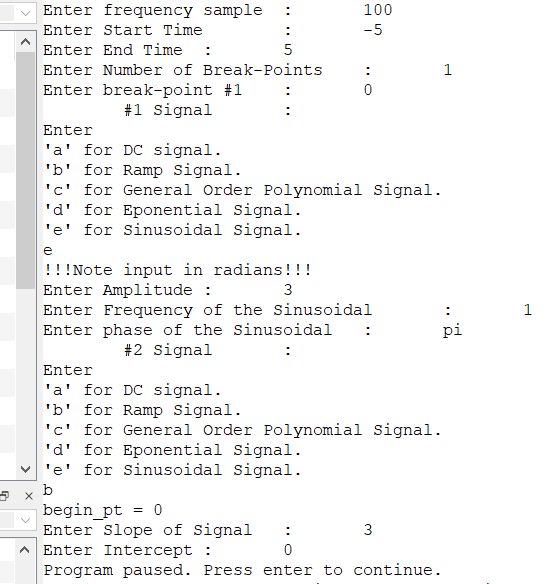 Enter frequency sample  :       100
Enter Start Time        :       -5
Enter End Time  :       5
Enter Number of Break-Points    :       1
Enter break-point #1    :       0
        #1 Signal       :
Enter
'a' for DC signal.
'b' for Ramp Signal.
'c' for General Order Polynomial Signal.
'd' for Eponential Signal.
'e' for Sinusoidal Signal.
e
!!!Note input in radians!!!
Enter Amplitude :       3
Enter Frequency of the Sinusoidal       :       1
Enter phase of the Sinusoidal   :       pi
        #2 Signal       :
Enter
'a' for DC signal.
'b' for Ramp Signal.
'c' for General Order Polynomial Signal.
'd' for Eponential Signal.
'e' for Sinusoidal Signal.
b
begin_pt = 0
Enter Slope of Signal   :       3
Enter Intercept :       0
Program paused. Press enter to continue.